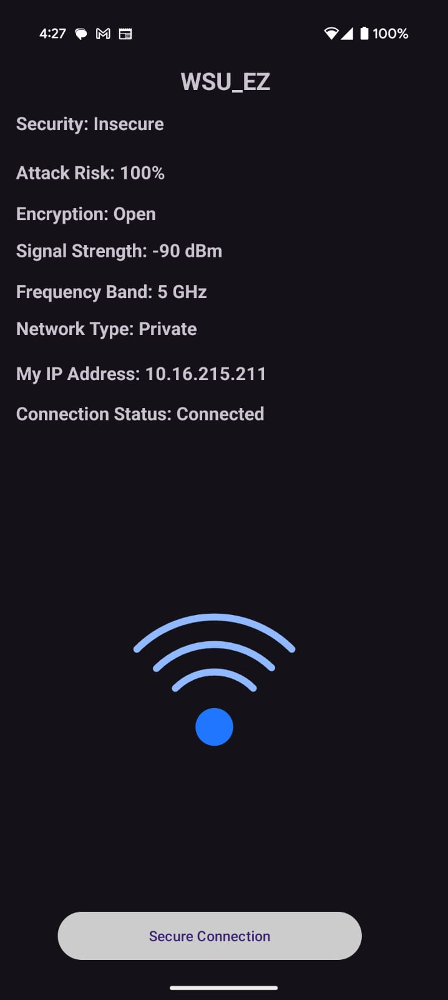 4:27 100%
WSU_EZ
Security: Insecure
Attack Risk: 100%
Encryption: Open
Signal Strength: -90 dBm
Frequency Band: 5 GHz
Network Type: Private
My IP Address: 10.16.215.211
Connection Status: Connected
Secure Connection